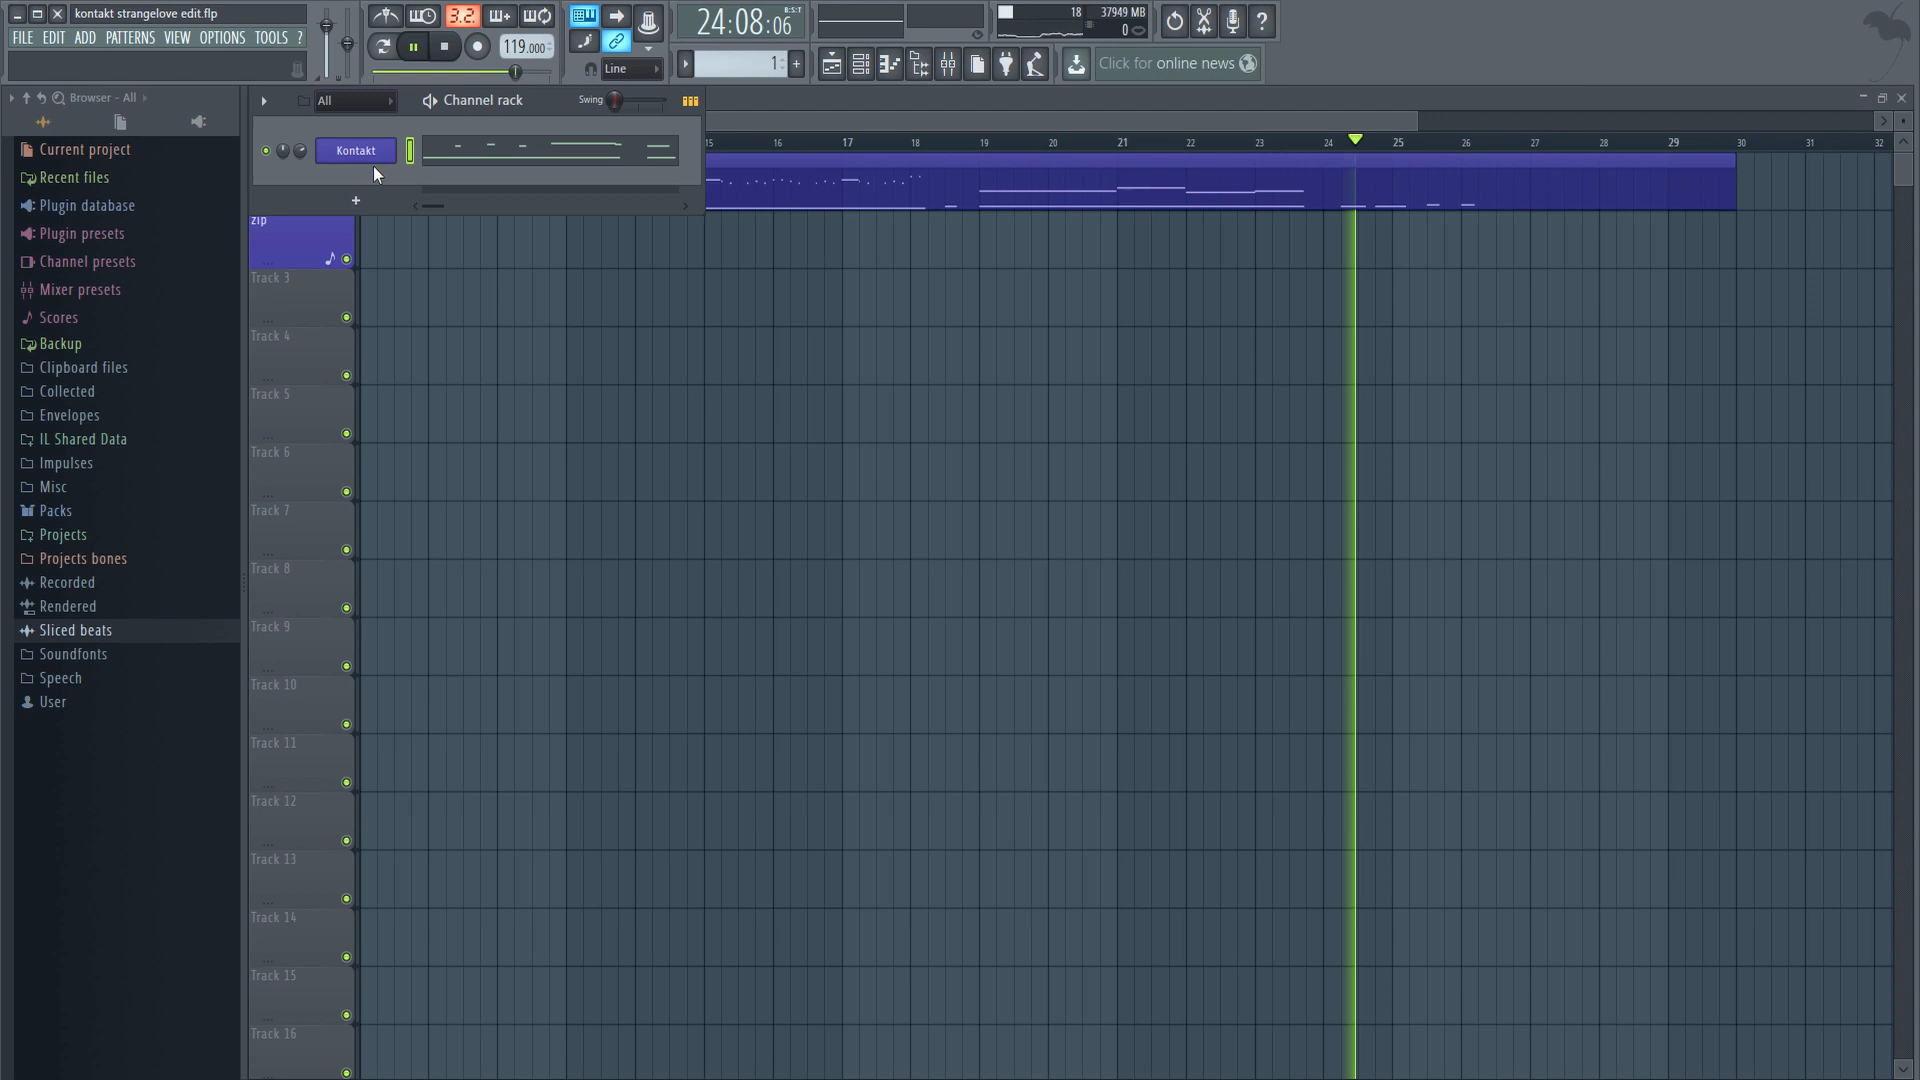 kontakt strangelove edit.flp
FILE EDIT ADD PATTERNS VIEW OPTIONS TOOLS ?
3.2.
119.000
Line
24:08:06
B:S:T
1
18
37949 MB
0
Click for online news
Browser - All
All
Channel rack
Swing
Kontakt
Current project
Recent files
Plugin database
Plugin presets
Channel presets
Mixer presets
Scores
Backup
Clipboard files
Collected
Envelopes
IL Shared Data
Impulses
Misc
Packs
Projects
Projects bones
Recorded
Rendered
Sliced beats
Soundfonts
Speech
User
15 16 17 18 19 20 21 22 23 24 25 26 27 28 29 30 31 32
zip
Track 3
Track 4
Track 5
Track 6
Track 7
Track 8
Track 9
Track 10
Track 11
Track 12
Track 13
Track 14
Track 15
Track 16